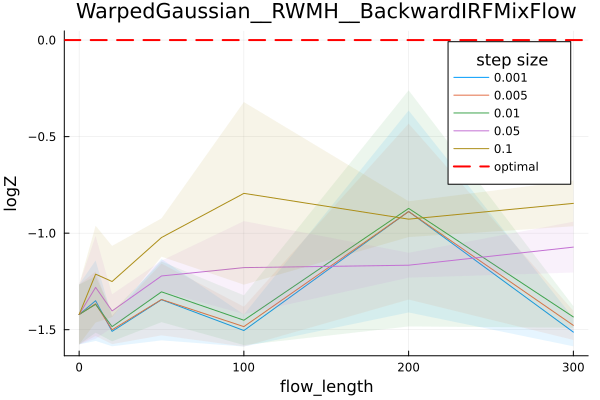 WarpedGaussian__RWMH__BackwardIRFMixFlow
logZ
0.0
−0.5
−1.0
−1.5
step size
0.001
0.005
0.01
0.05
0.1
optimal
0
100
200
300
flow_length